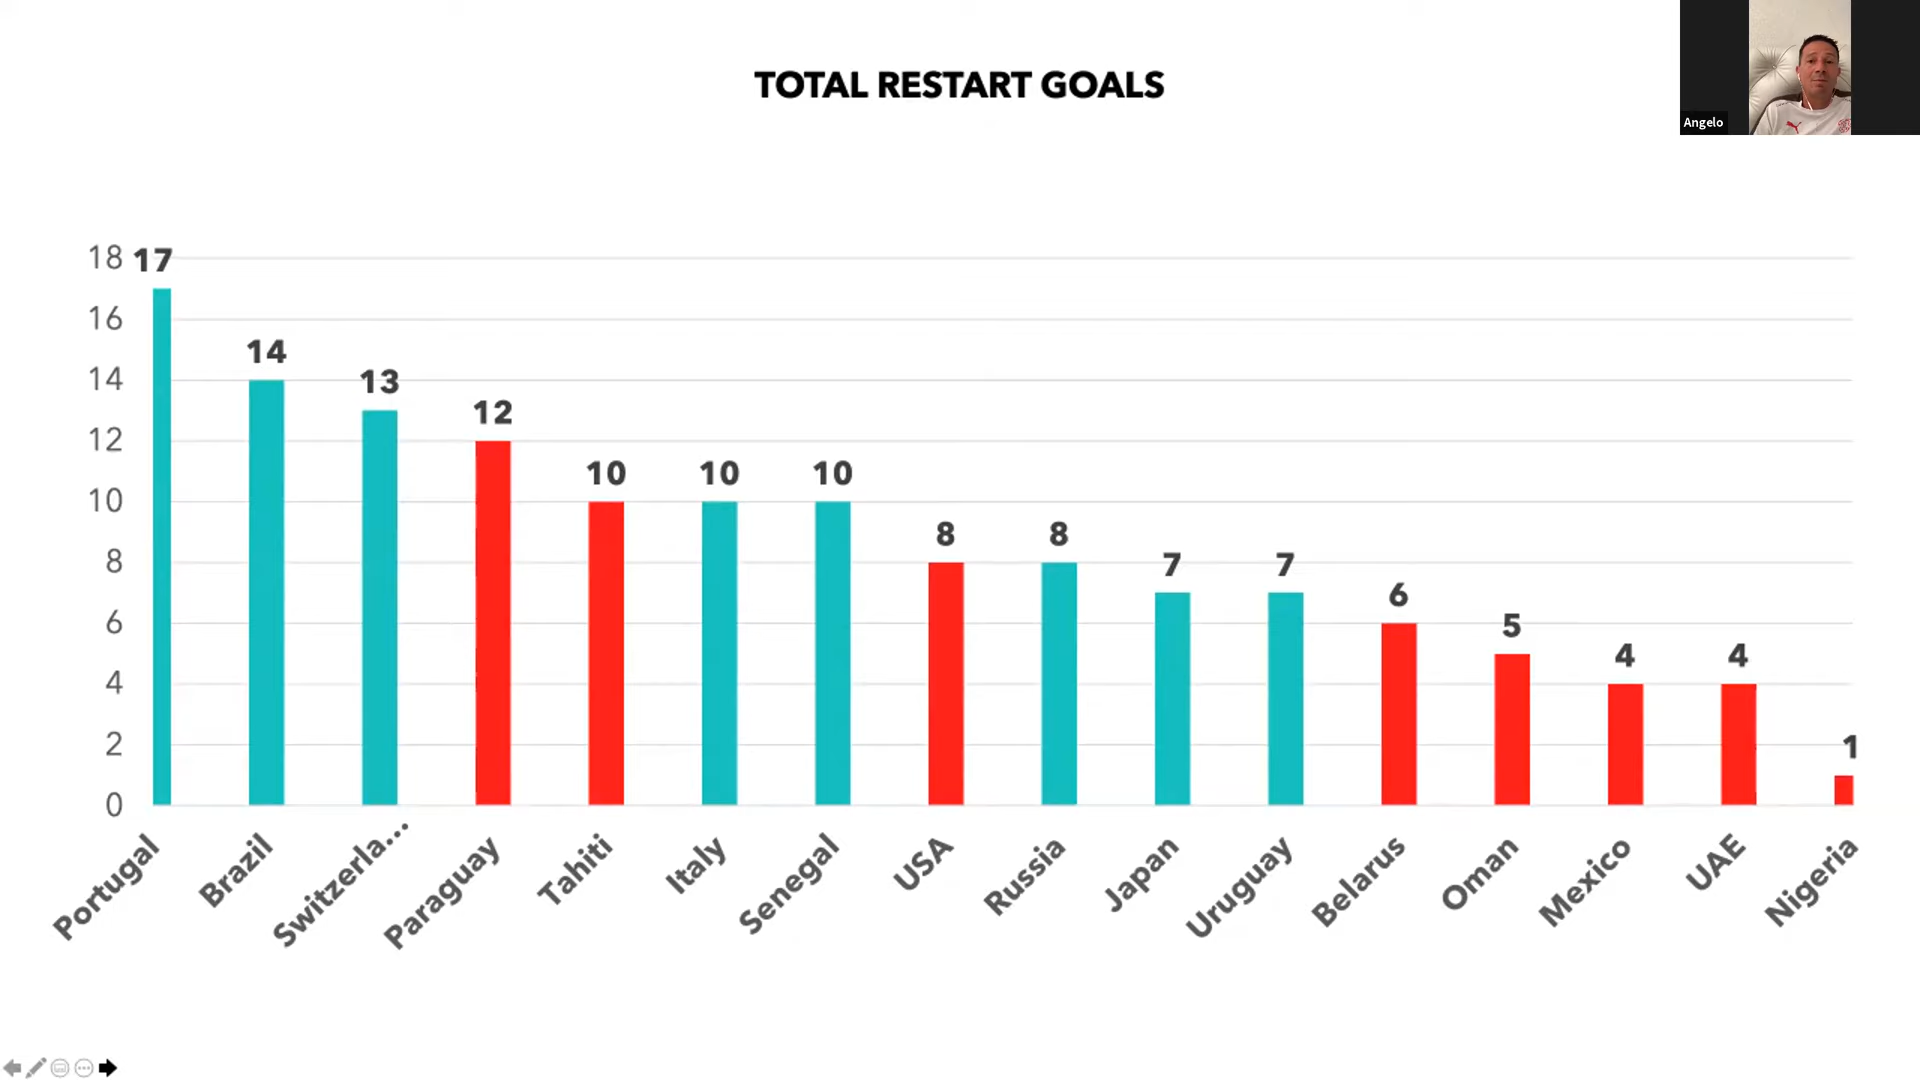 TOTAL RESTART GOALS
Angelo
18
16
14
12
10
8
6
4
2
0
17
14
13
12
10
10
10
8
8
7
7
6
5
4
4
1
Portugal
Brazil
Switzerla...
Paraguay
Tahiti
Italy
Senegal
USA
Russia
Japan
Uruguay
Belarus
Oman
Mexico
UAE
Nigeria